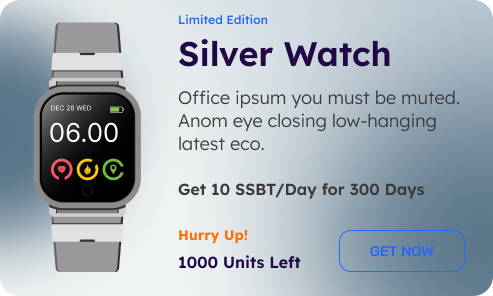 Limited Edition
Silver Watch
DEC 28 WED
06.00
Office ipsum you must be muted.
Anom eye closing low-hanging
latest eco.
Get 10 SSBT/Day for 300 Days
Hurry Up!
1000 Units Left
GET NOW